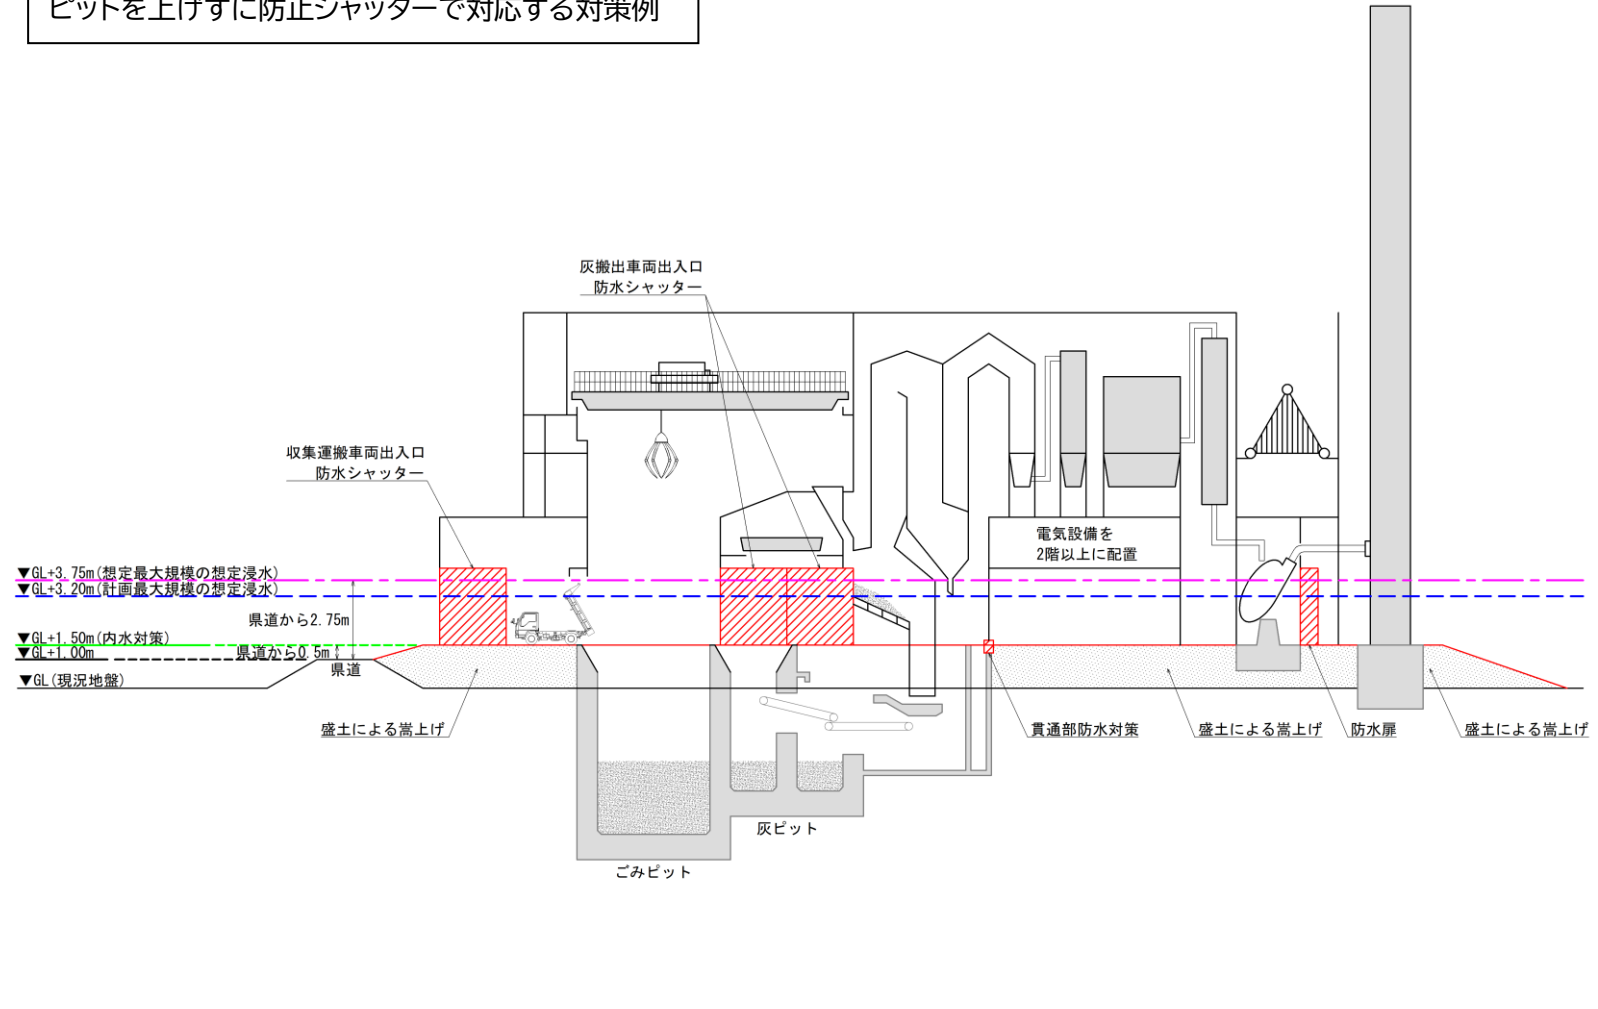 ピットを上げずに防止シャッターで対応する対策例
灰搬出車両出入口
防水シャッター
収集運搬車両出入口
防水シャッター
電気設備を
2階以上に配置
▼GL+3.75m(想定最大規模の想定浸水)
▼GL+3.20m(計画最大規模の想定浸水)
県道から2.75m
▼GL+1.50m(内水対策)
▼GL+1.00m
県道から0.5m
県道
▼GL(現況地盤)
盛土による嵩上げ
貫通部防水対策
盛土による嵩上げ
防水扉
盛土による嵩上げ
灰ピット
ごみピット